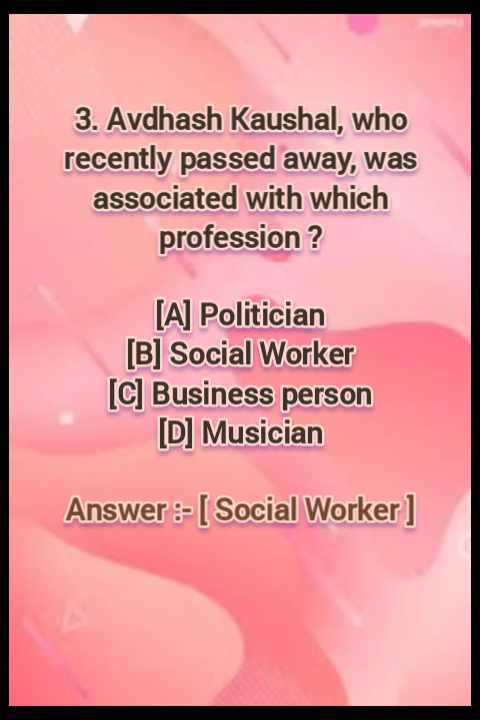 3. Avdhash Kaushal, who
recently passed away, was
associated with which
profession ?
[A] Politician
[B] Social Worker
[C] Business person
[D] Musician
Answer :- [ Social Worker ]